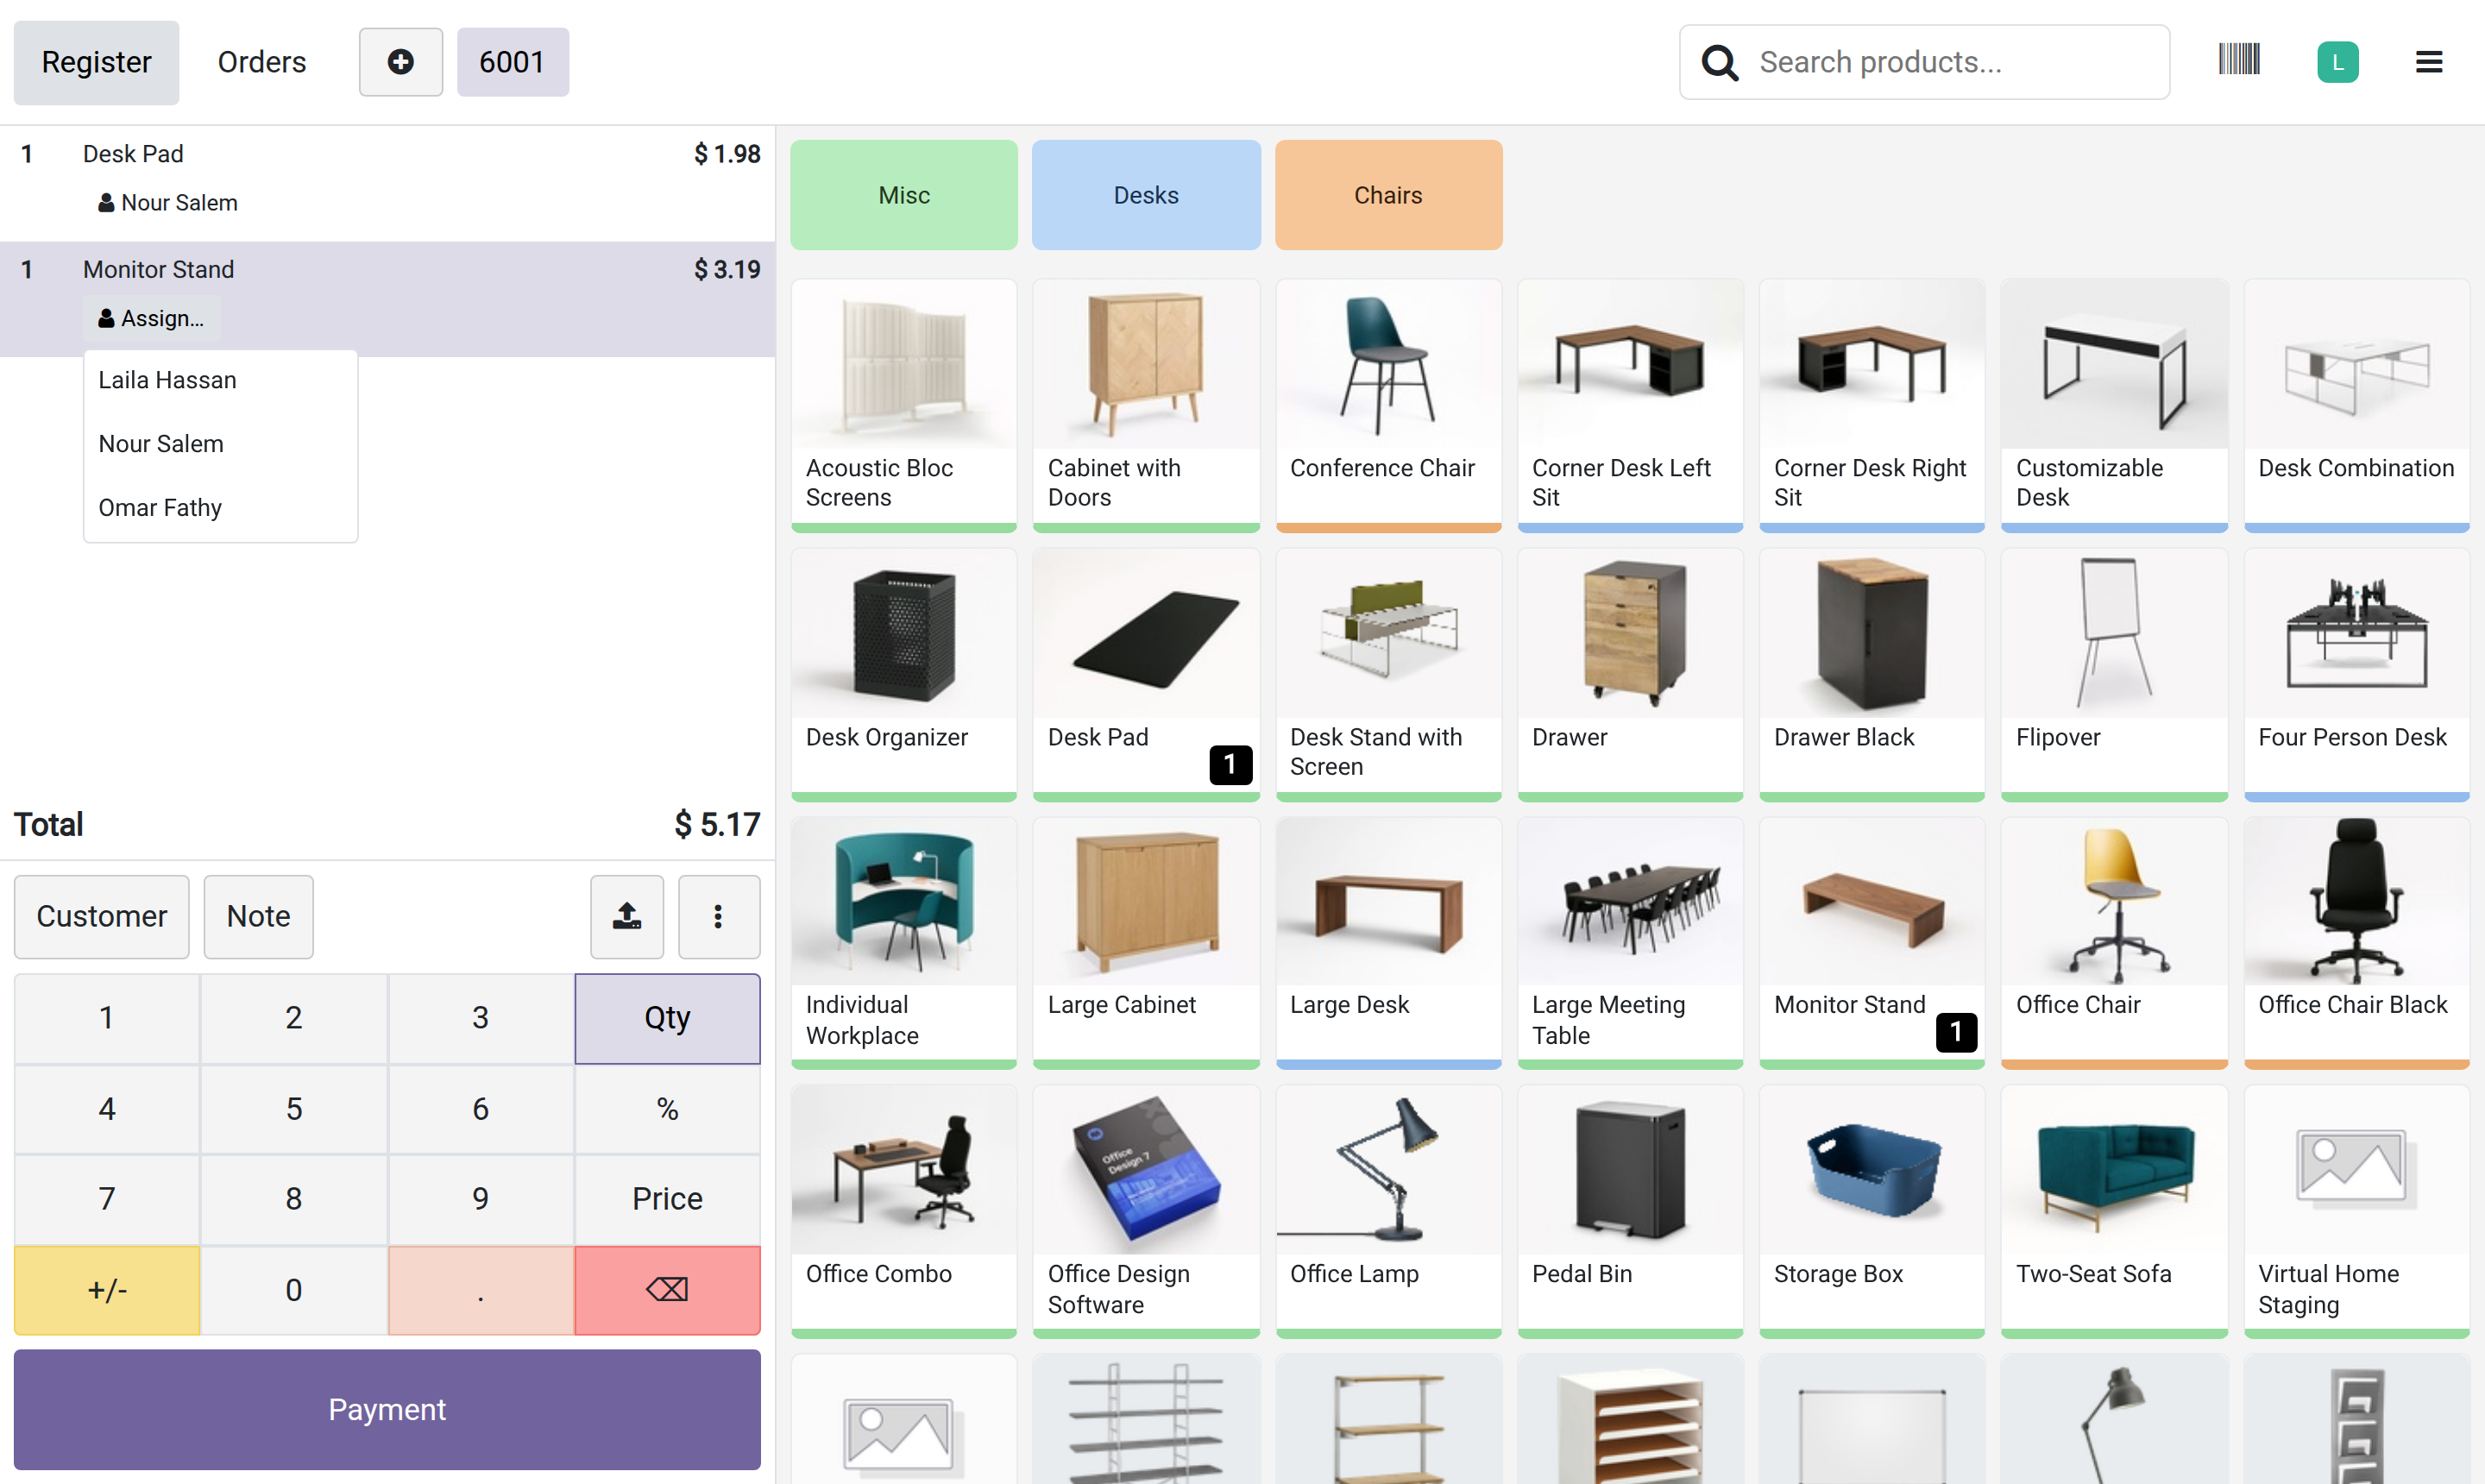 Register
Orders
6001
Search products...
L
1 Desk Pad $ 1.98
Nour Salem
1 Monitor Stand $ 3.19
Assign...
Laila Hassan
Nour Salem
Omar Fathy
Total $ 5.17
Customer
Note
1 2 3 Qty
4 5 6 %
7 8 9 Price
+/- 0 . ⌫
Payment
Misc
Desks
Chairs
Acoustic Bloc
Screens
Cabinet with
Doors
Conference Chair
Corner Desk Left
Sit
Corner Desk Right
Sit
Customizable
Desk
Desk Combination
Desk Organizer
Desk Pad
1
Desk Stand with
Screen
Drawer
Drawer Black
Flipover
Four Person Desk
Individual
Workplace
Large Cabinet
Large Desk
Large Meeting
Table
Monitor Stand
1
Office Chair
Office Chair Black
Office Combo
Office
Design 7
Office Design
Software
Office Lamp
Pedal Bin
Storage Box
Two-Seat Sofa
Virtual Home
Staging